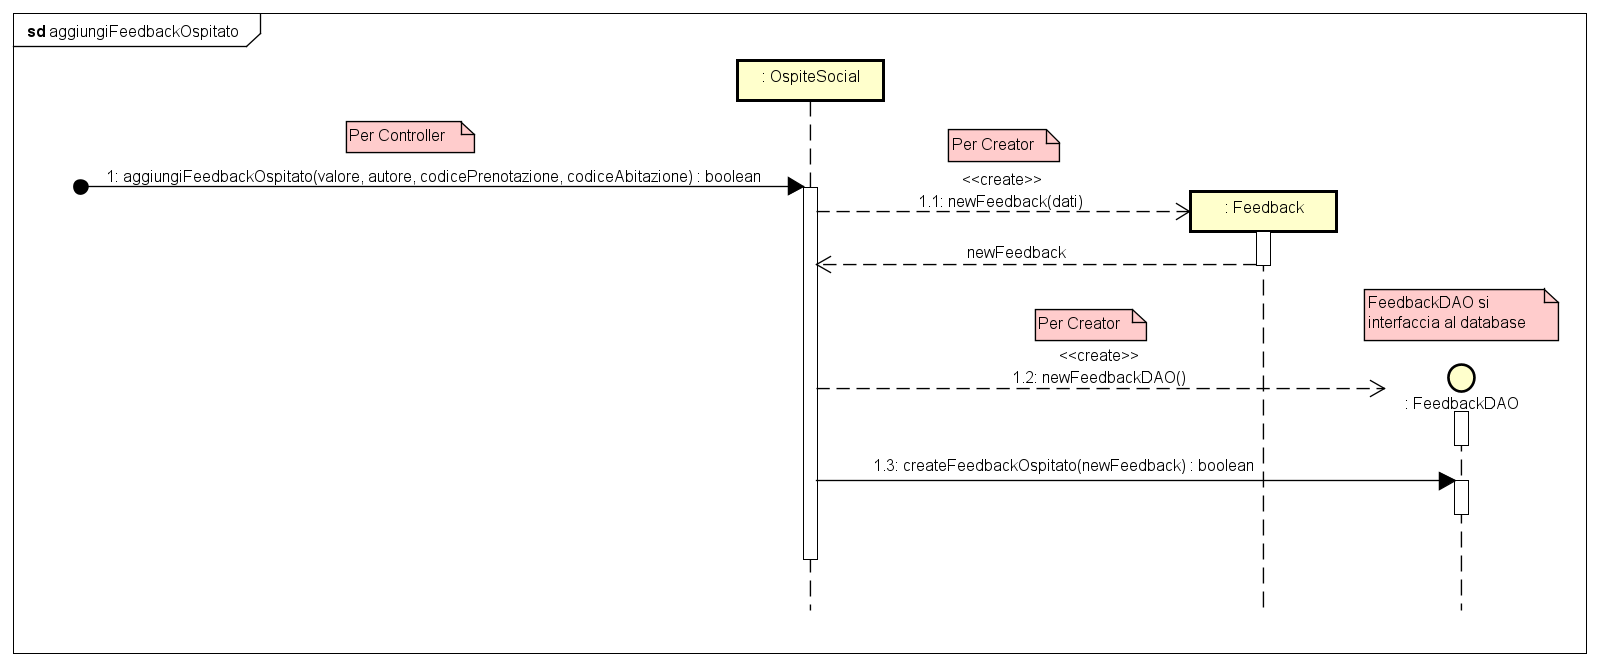 sd aggiungiFeedbackOspitato
: OspiteSocial
Per Controller
Per Creator
1: aggiungiFeedbackOspitato(valore, autore, codicePrenotazione, codiceAbitazione) : boolean
<<create>>
1.1: newFeedback(dati)
: Feedback
newFeedback
FeedbackDAO si
interfaccia al database
Per Creator
<<create>>
1.2: newFeedbackDAO()
: FeedbackDAO
1.3: createFeedbackOspitato(newFeedback) : boolean